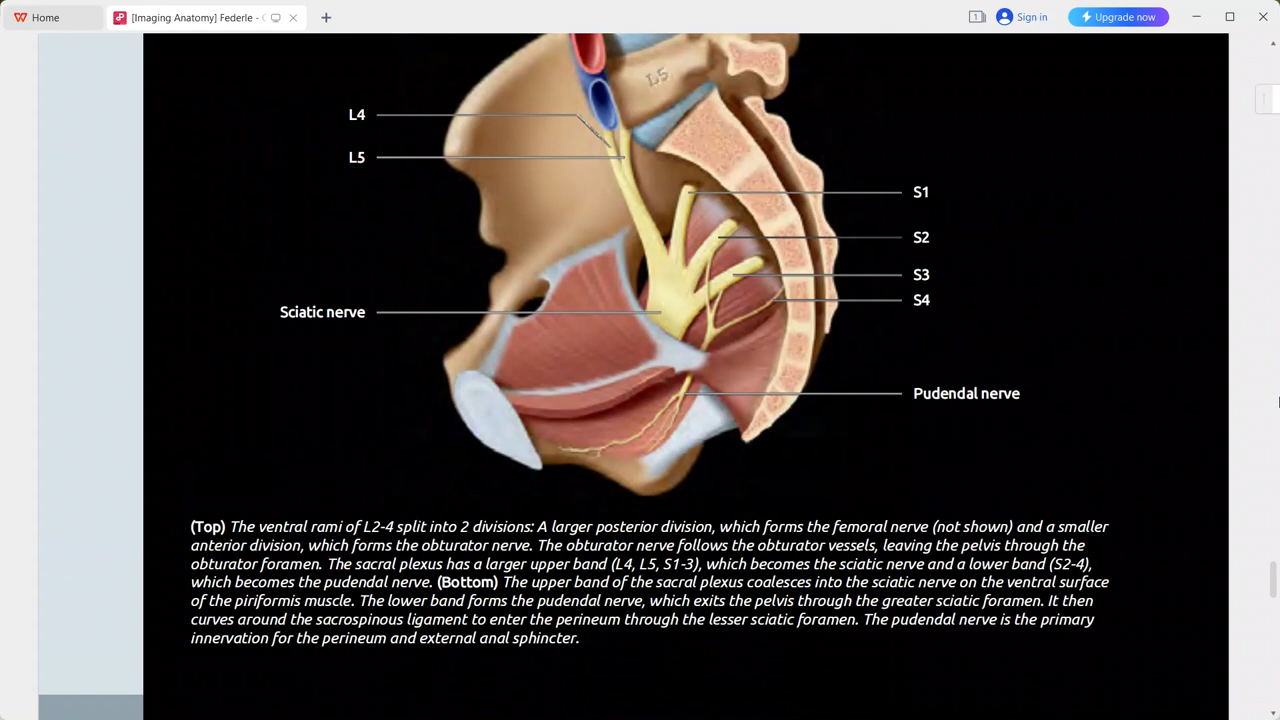 Home
[Imaging Anatomy] Federle -
1
Sign in
Upgrade now
L5
L4
L5
S1
S2
S3
S4
Sciatic nerve
Pudendal nerve
(Top) The ventral rami of L2-4 split into 2 divisions: A larger posterior division, which forms the femoral nerve (not shown) and a smaller
anterior division, which forms the obturator nerve. The obturator nerve follows the obturator vessels, leaving the pelvis through the
obturator foramen. The sacral plexus has a larger upper band (L4, L5, S1-3), which becomes the sciatic nerve and a lower band (S2-4),
which becomes the pudendal nerve. (Bottom) The upper band of the sacral plexus coalesces into the sciatic nerve on the ventral surface
of the piriformis muscle. The lower band forms the pudendal nerve, which exits the pelvis through the greater sciatic foramen. It then
curves around the sacrospinous ligament to enter the perineum through the lesser sciatic foramen. The pudendal nerve is the primary
innervation for the perineum and external anal sphincter.